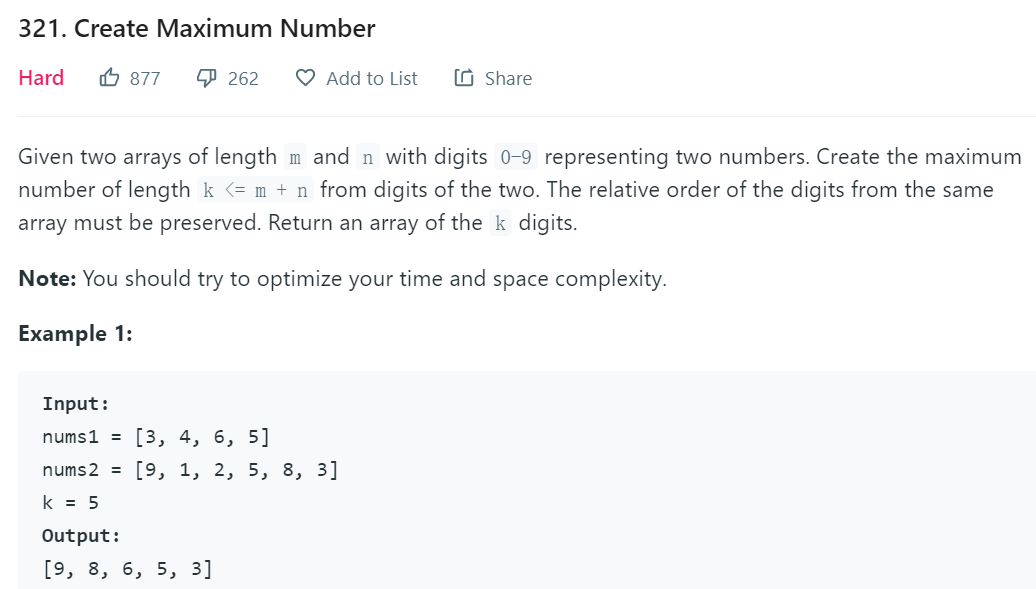 321. Create Maximum Number
Hard 877 262 Add to List Share
Given two arrays of length m and n with digits 0-9 representing two numbers. Create the maximum
number of length k <= m + n from digits of the two. The relative order of the digits from the same
array must be preserved. Return an array of the k digits.
Note: You should try to optimize your time and space complexity.
Example 1:
Input:
nums1 = [3, 4, 6, 5]
nums2 = [9, 1, 2, 5, 8, 3]
k = 5
Output:
[9, 8, 6, 5, 3]